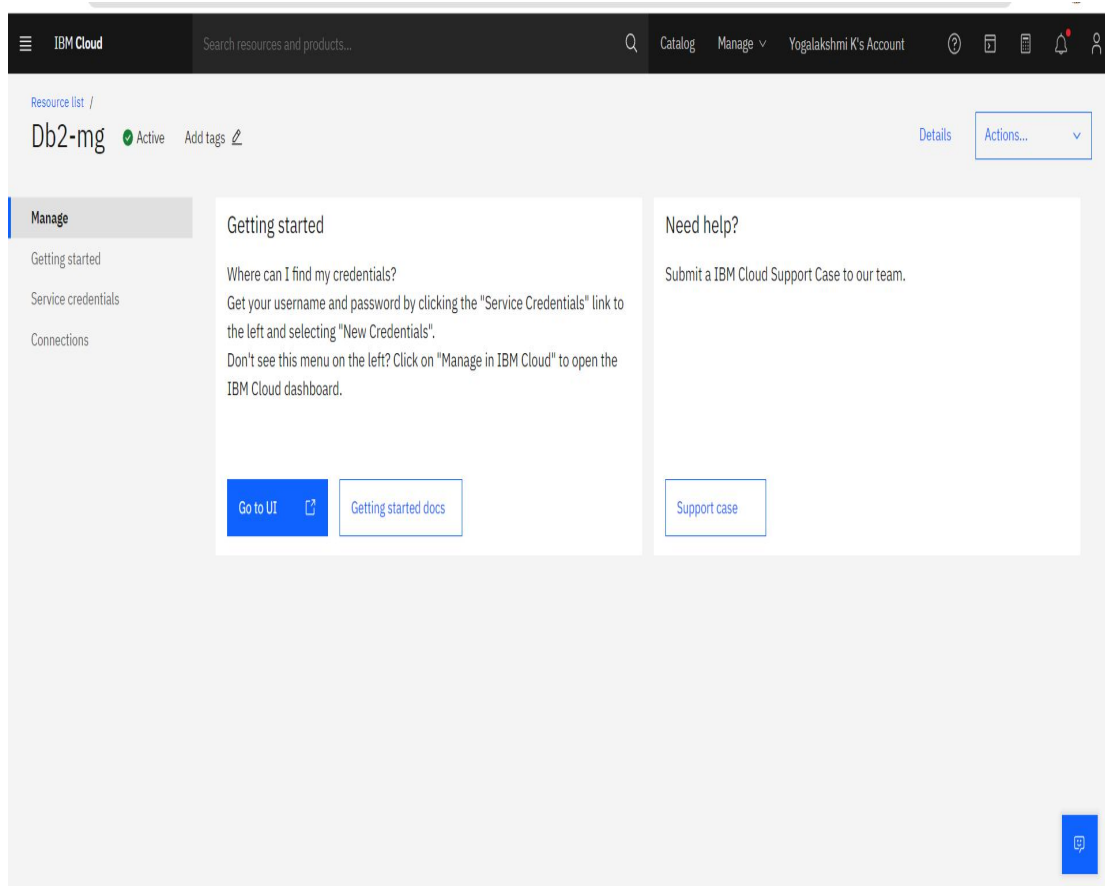 IBM Cloud
Search resources and products...
Catalog
Manage
Yogalakshmi K's Account
Resource list /
Db2-mg
Active
Add tags
Details
Actions...
Manage
Getting started
Service credentials
Connections
Getting started
Where can I find my credentials?
Get your username and password by clicking the "Service Credentials" link to
the left and selecting "New Credentials".
Don't see this menu on the left? Click on "Manage in IBM Cloud" to open the
IBM Cloud dashboard.
Go to UI
Getting started docs
Need help?
Submit a IBM Cloud Support Case to our team.
Support case